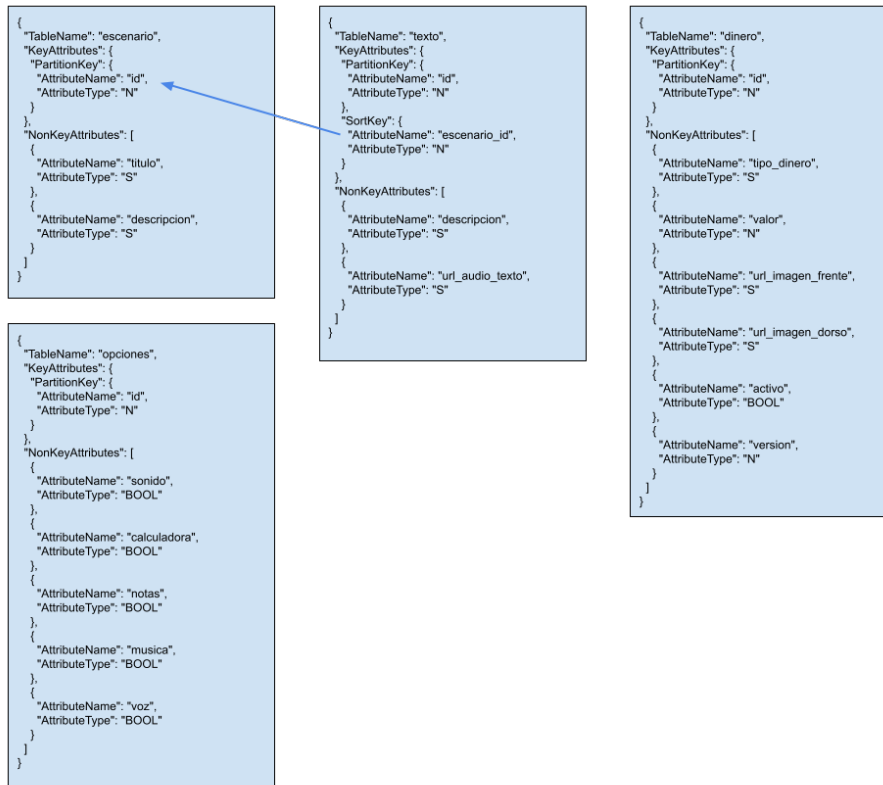 {
"TableName": "escenario",
"KeyAttributes": {
"PartitionKey": {
"AttributeName": "id",
"AttributeType": "N"
}
},
"NonKeyAttributes": [
{
"AttributeName": "titulo",
"AttributeType": "S"
},
{
"AttributeName": "descripcion",
"AttributeType": "S"
}
]
}
{
"TableName": "texto",
"KeyAttributes": {
"PartitionKey": {
"AttributeName": "id",
"AttributeType": "N"
},
"SortKey": {
"AttributeName": "escenario_id",
"AttributeType": "N"
}
},
"NonKeyAttributes": [
{
"AttributeName": "descripcion",
"AttributeType": "S"
},
{
"AttributeName": "url_audio_texto",
"AttributeType": "S"
}
]
}
{
"TableName": "dinero",
"KeyAttributes": {
"PartitionKey": {
"AttributeName": "id",
"AttributeType": "N"
}
},
"NonKeyAttributes": [
{
"AttributeName": "tipo_dinero",
"AttributeType": "S"
},
{
"AttributeName": "valor",
"AttributeType": "N"
},
{
"AttributeName": "url_imagen_frente",
"AttributeType": "S"
},
{
"AttributeName": "url_imagen_dorso",
"AttributeType": "S"
},
{
"AttributeName": "activo",
"AttributeType": "BOOL"
},
{
"AttributeName": "version",
"AttributeType": "N"
}
]
}
{
"TableName": "opciones",
"KeyAttributes": {
"PartitionKey": {
"AttributeName": "id",
"AttributeType": "N"
}
},
"NonKeyAttributes": [
{
"AttributeName": "sonido",
"AttributeType": "BOOL"
},
{
"AttributeName": "calculadora",
"AttributeType": "BOOL"
},
{
"AttributeName": "notas",
"AttributeType": "BOOL"
},
{
"AttributeName": "musica",
"AttributeType": "BOOL"
},
{
"AttributeName": "voz",
"AttributeType": "BOOL"
}
]
}